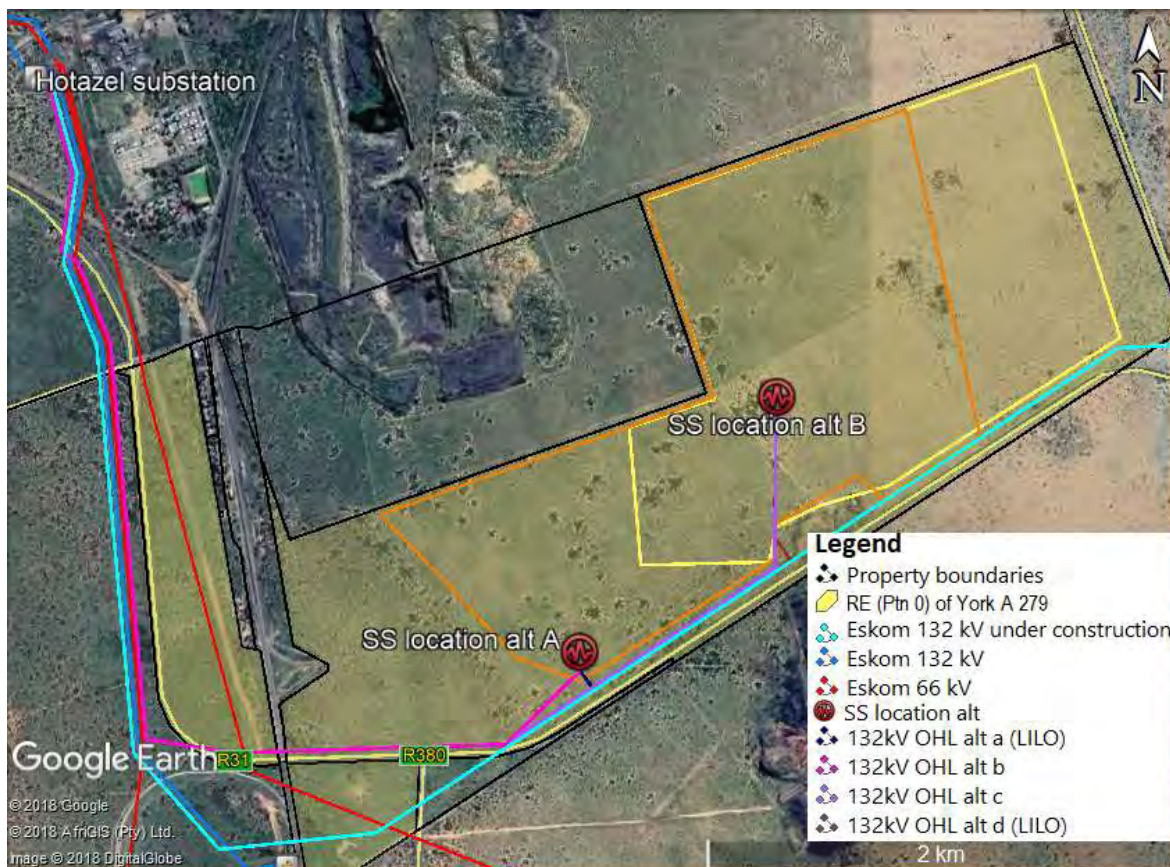 Hotazel substation
N
SS location alt B
SS location alt A
Legend
Property boundaries
RE (Ptn 0) of York A 279
Eskom 132 kV under construction
Eskom 132 kV
Eskom 66 kV
SS location alt
132kV OHL alt a (LILO)
132kV OHL alt b
132kV OHL alt c
132kV OHL alt d (LILO)
Google Earth
R31
R380
© 2018 Google
© 2018 AfriGIS (Pty) Ltd.
Image © 2018 DigitalGlobe
2 km